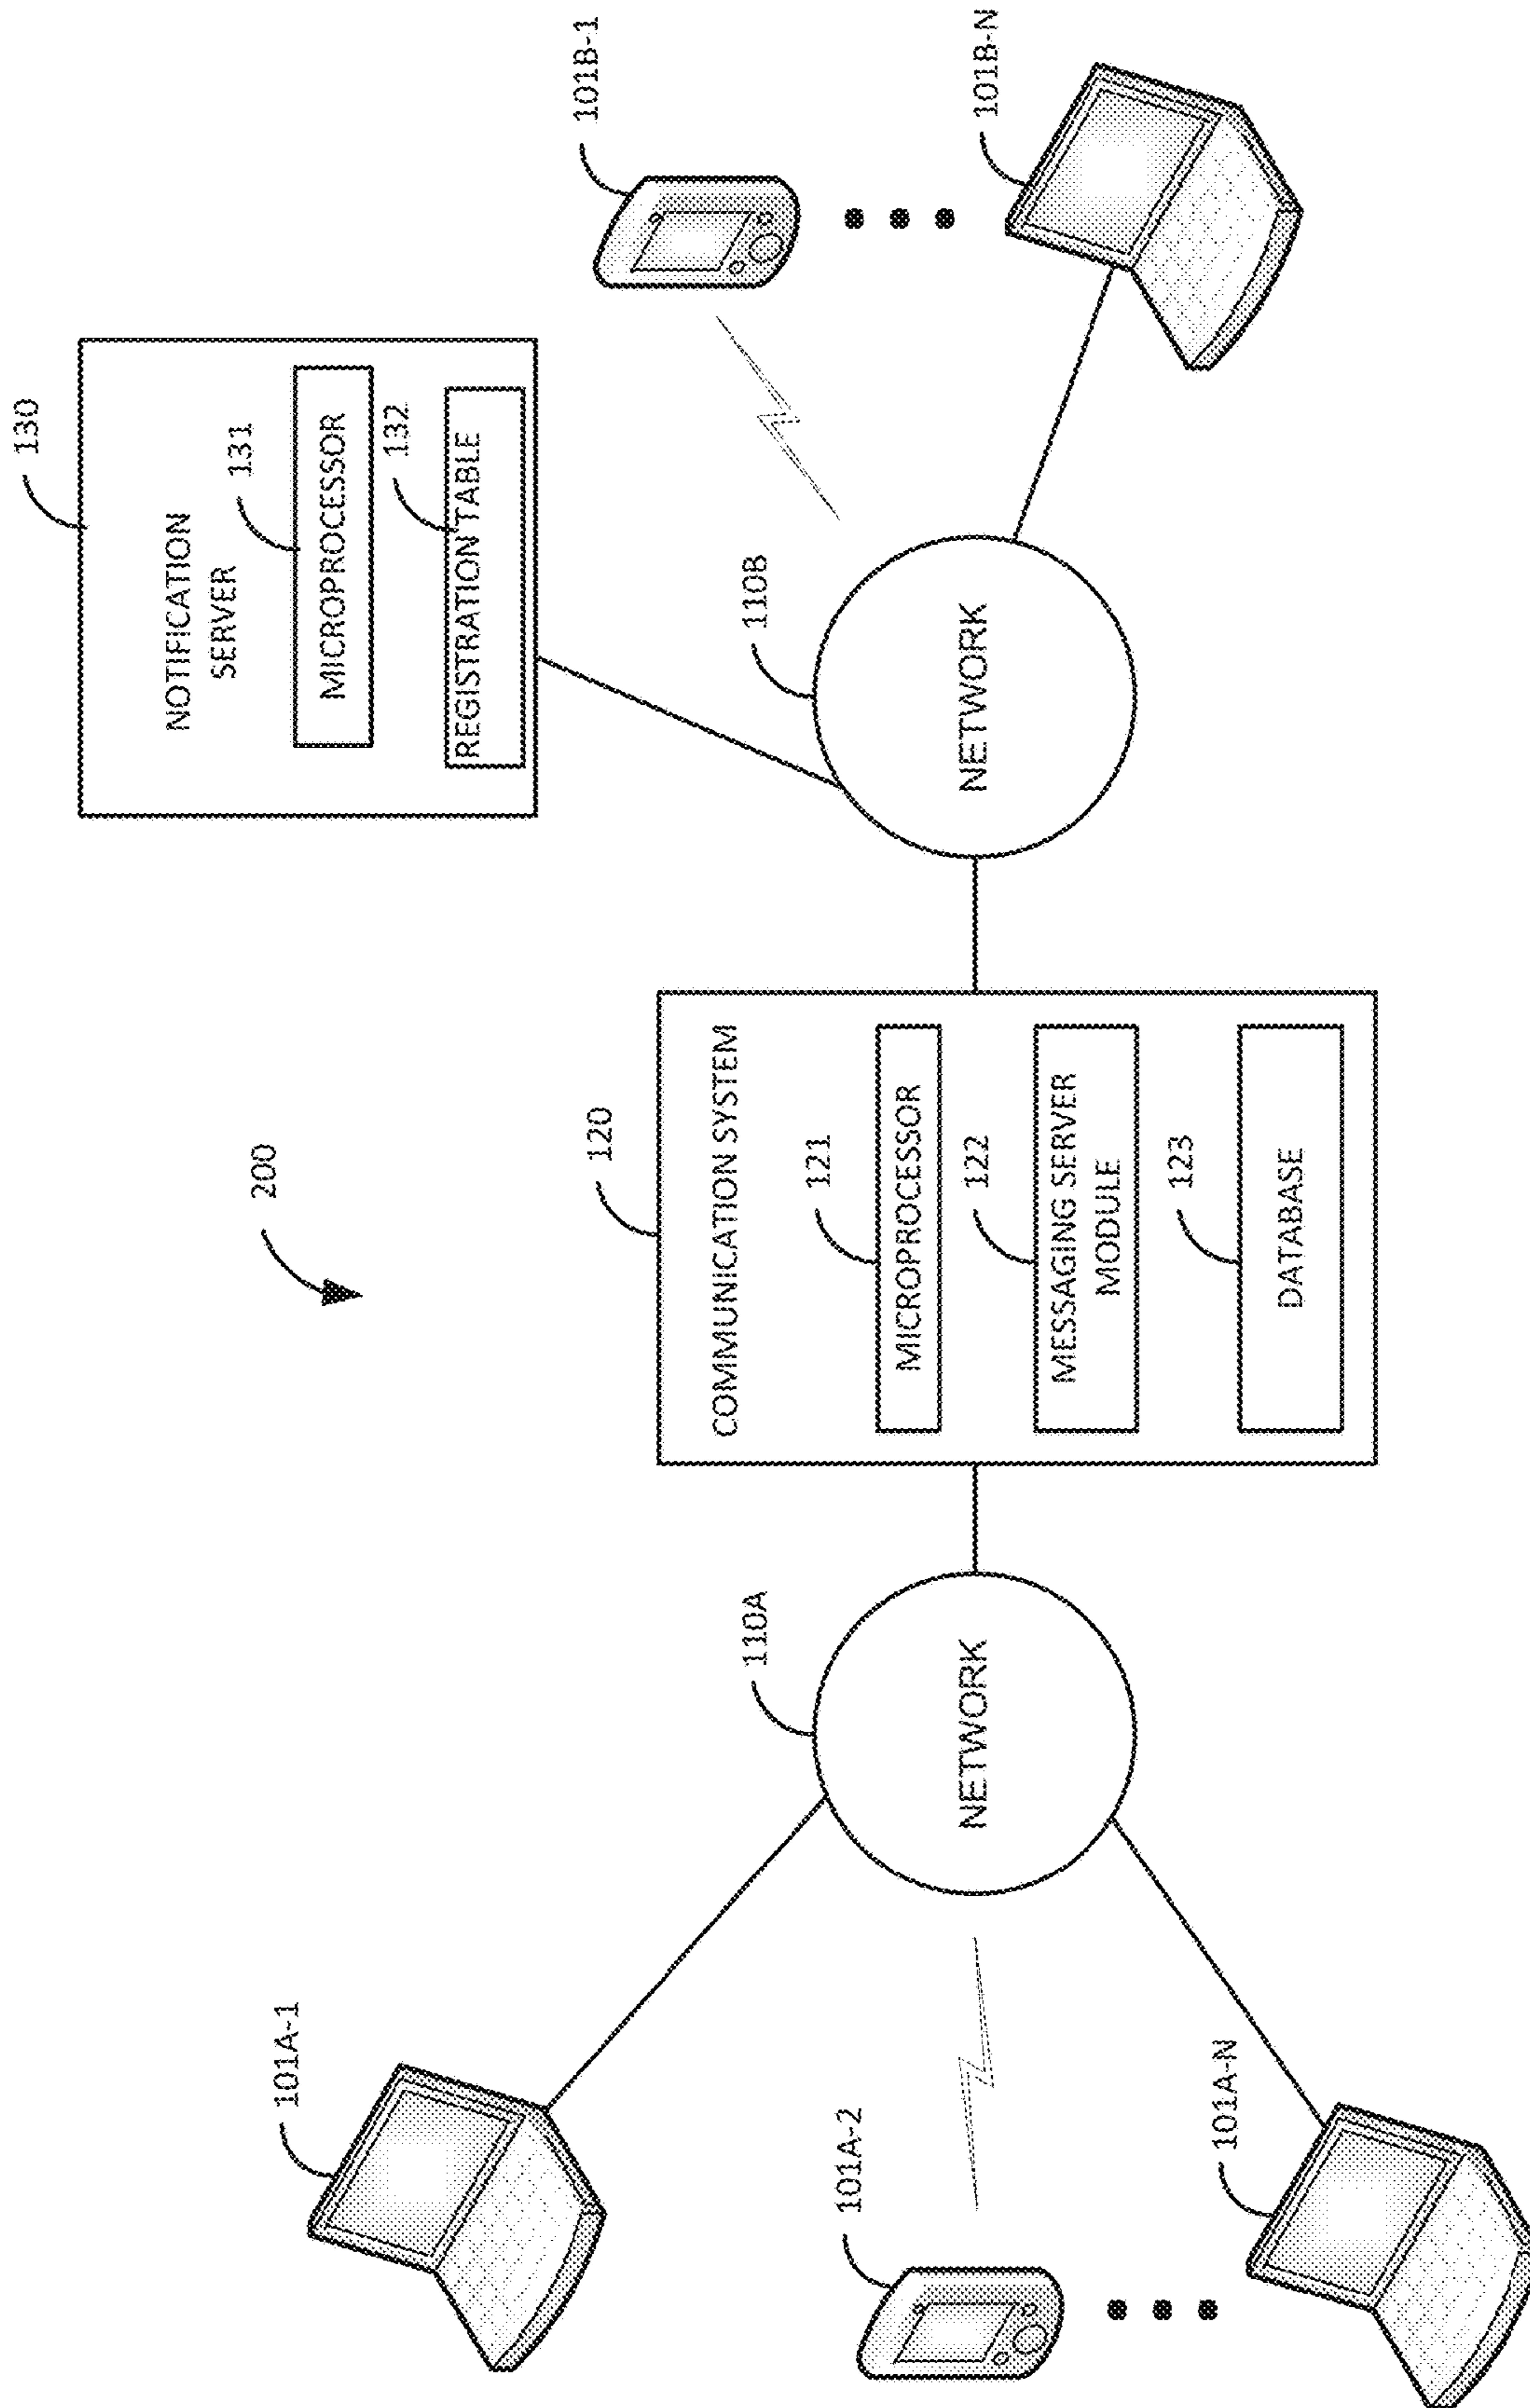 200
130
NOTIFICATION
SERVER
131
MICROPROCESSOR
132
REGISTRATION TABLE
101A-1
120
COMMUNICATION SYSTEM
101B-1
110A
NETWORK
121
MICROPROCESSOR
110B
NETWORK
101A-2
122
MESSAGING SERVER
MODULE
101B-N
101A-N
123
DATABASE